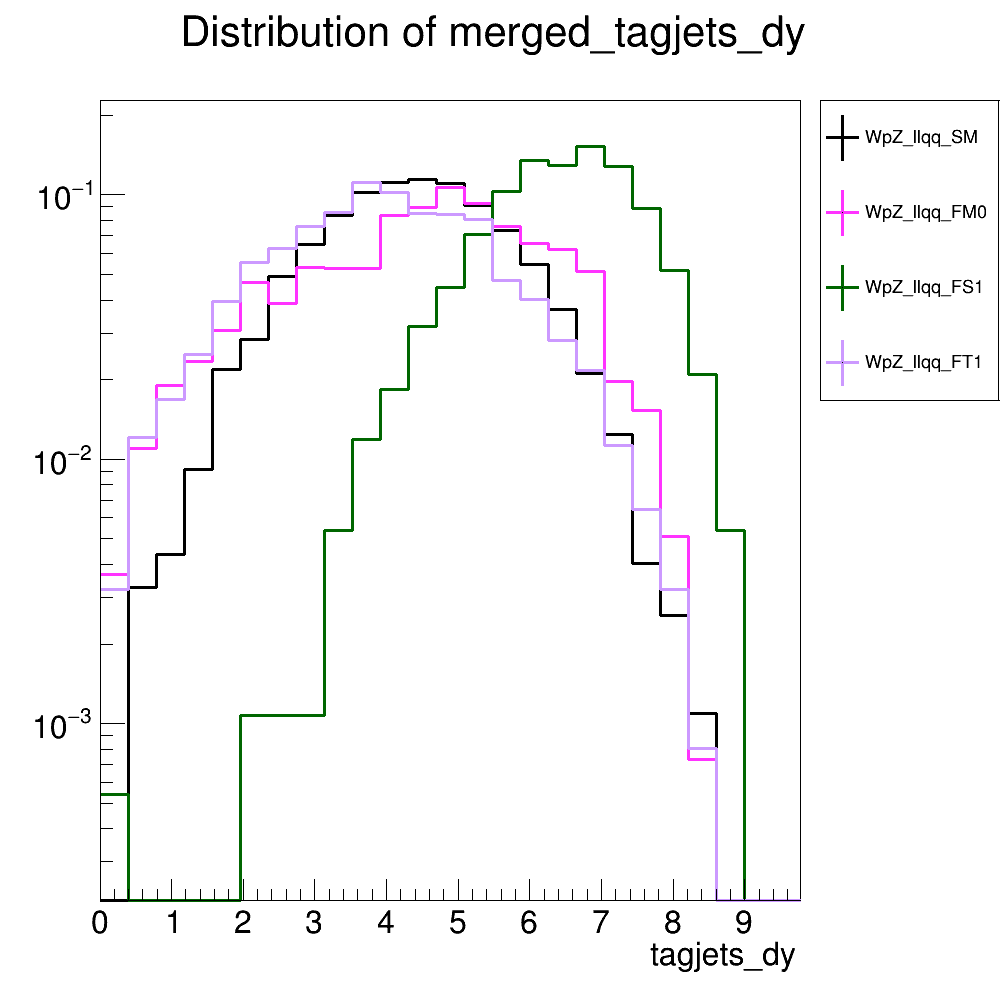 Distribution of merged_tagjets_dy
WpZ_llqq_SM
WpZ_llqq_FM0
WpZ_llqq_FS1
WpZ_llqq_FT1
10⁻¹
10⁻²
10⁻³
0 1 2 3 4 5 6 7 8 9
tagjets_dy